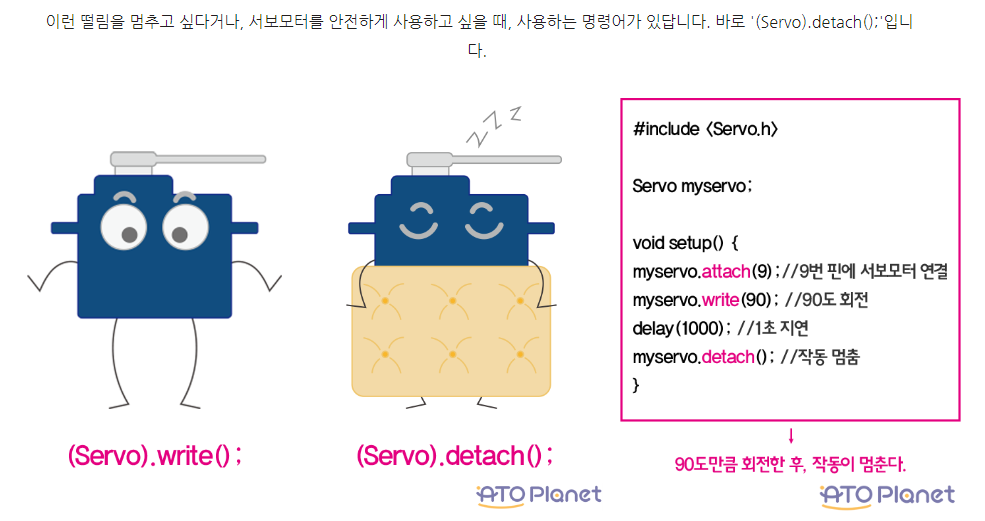 이런 떨림을 멈추고 싶다거나, 서보모터를 안전하게 사용하고 싶을 때, 사용하는 명령어가 있답니다. 바로 '(Servo).detach();'입니
다.
z z z
#include <Servo.h>
Servo myservo;
void setup() {
myservo.attach(9); //9번 핀에 서보모터 연결
myservo.write(90); //90도 회전
delay(1000); //1초 지연
myservo.detach(); //작동 멈춤
}
(Servo).write();
(Servo).detach();
↓
90도만큼 회전한 후, 작동이 멈춘다.
ATO Planet
ATO Planet